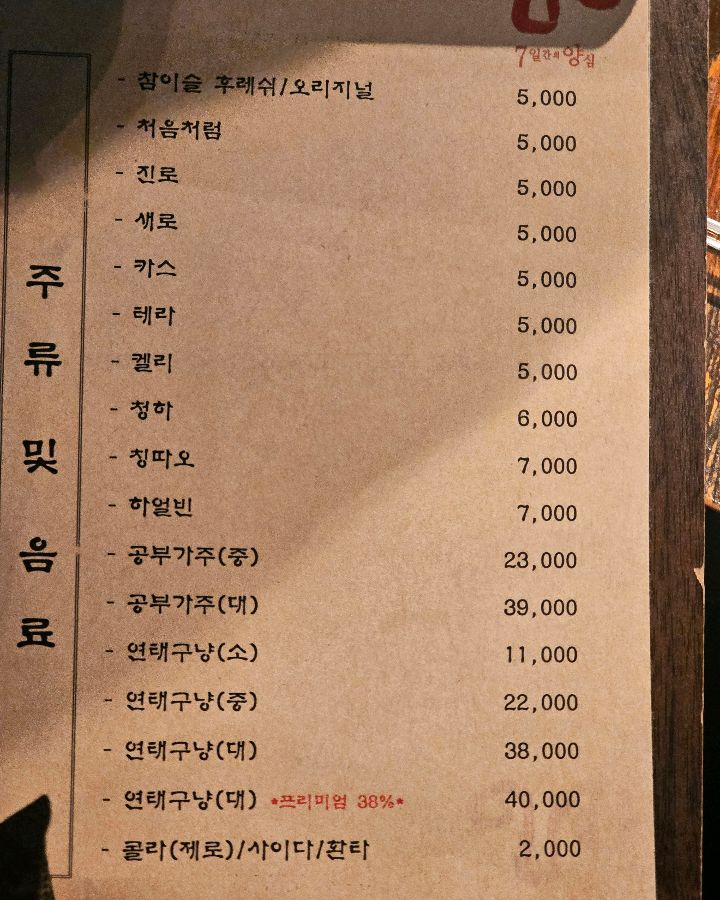 7일간의양심
주류 및 음료
- 참이슬 후레쉬/오리지널 5,000
- 처음처럼 5,000
- 진로 5,000
- 새로 5,000
- 카스 5,000
- 테라 5,000
- 켈리 5,000
- 청하 6,000
- 칭따오 7,000
- 하얼빈 7,000
- 공부가주(중) 23,000
- 공부가주(대) 39,000
- 연태구냥(소) 11,000
- 연태구냥(중) 22,000
- 연태구냥(대) 38,000
- 연태구냥(대) *프리미엄 38%* 40,000
- 콜라(제로)/사이다/환타 2,000